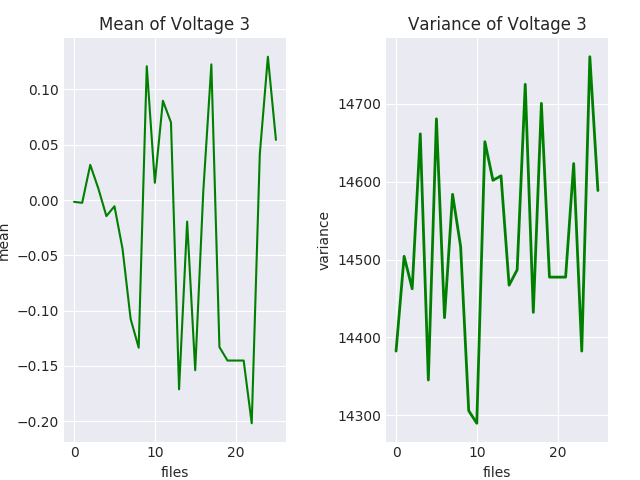 Mean of Voltage 3
0.10
0.05
0.00
−0.05
−0.10
−0.15
−0.20
mean
0 10 20
files
Variance of Voltage 3
14700
14600
14500
14400
14300
variance
0 10 20
files